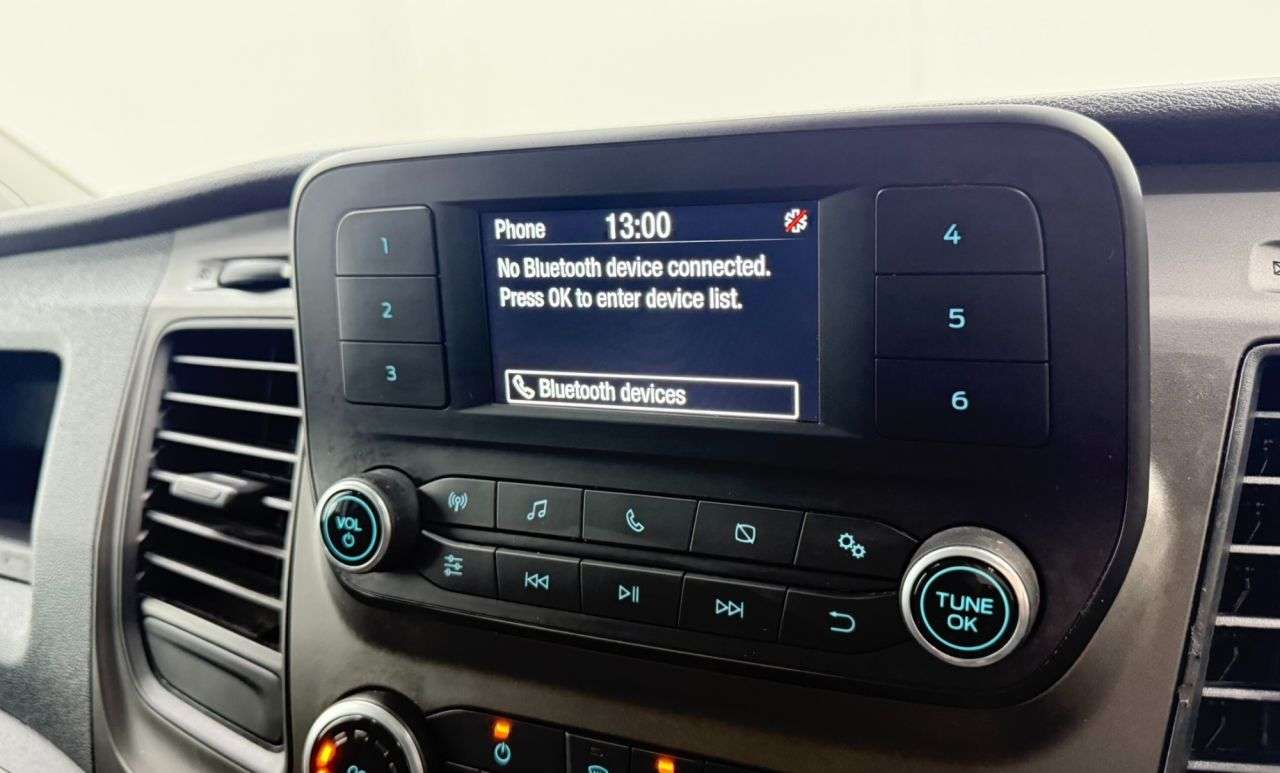 Phone 13:00
No Bluetooth device connected.
Press OK to enter device list.
Bluetooth devices
1
2
3
4
5
6
VOL
TUNE
OK